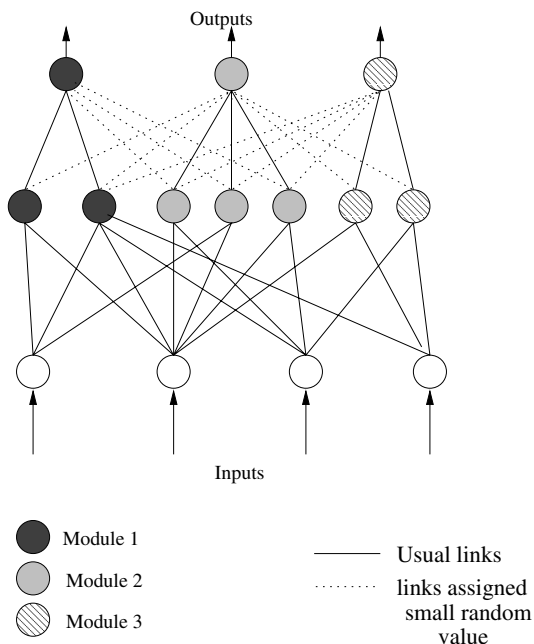 Outputs
Inputs
Module 1
Module 2
Module 3
Usual links
links assigned
small random
value